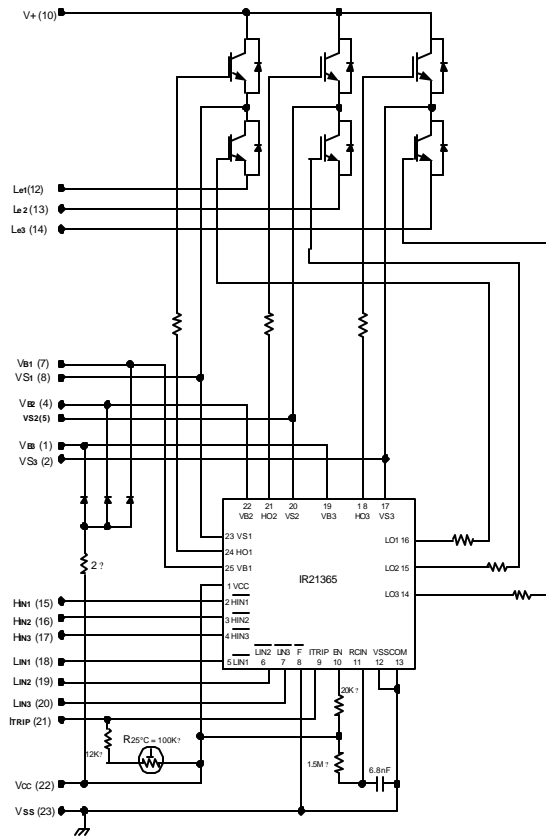 V+ (10)
Le1(12)
Le2 (13)
Le3 (14)
VB1 (7)
VS1 (8)
VB2 (4)
VS2(5)
VB3 (1)
VS3 (2)
22 21 20 19 18 17
VB2 HO2 VS2 VB3 HO3 VS3
23 VS1
LO1 16
24 HO1
25 VB1
LO2 15
2 ?
IR21365
1 VCC
LO3 14
HIN1 (15)
2 HIN1
HIN2 (16)
3 HIN2
HIN3 (17)
4 HIN3
LIN1 (18)
5 LIN1
LIN2 LIN3 F ITRIP EN RCIN VSS COM
6 7 8 9 10 11 12 13
LIN2 (19)
20K?
LIN3 (20)
ITRIP (21)
R25°C = 100K?
12K?
1.5M ?
6.8nF
Vcc (22)
Vss (23)